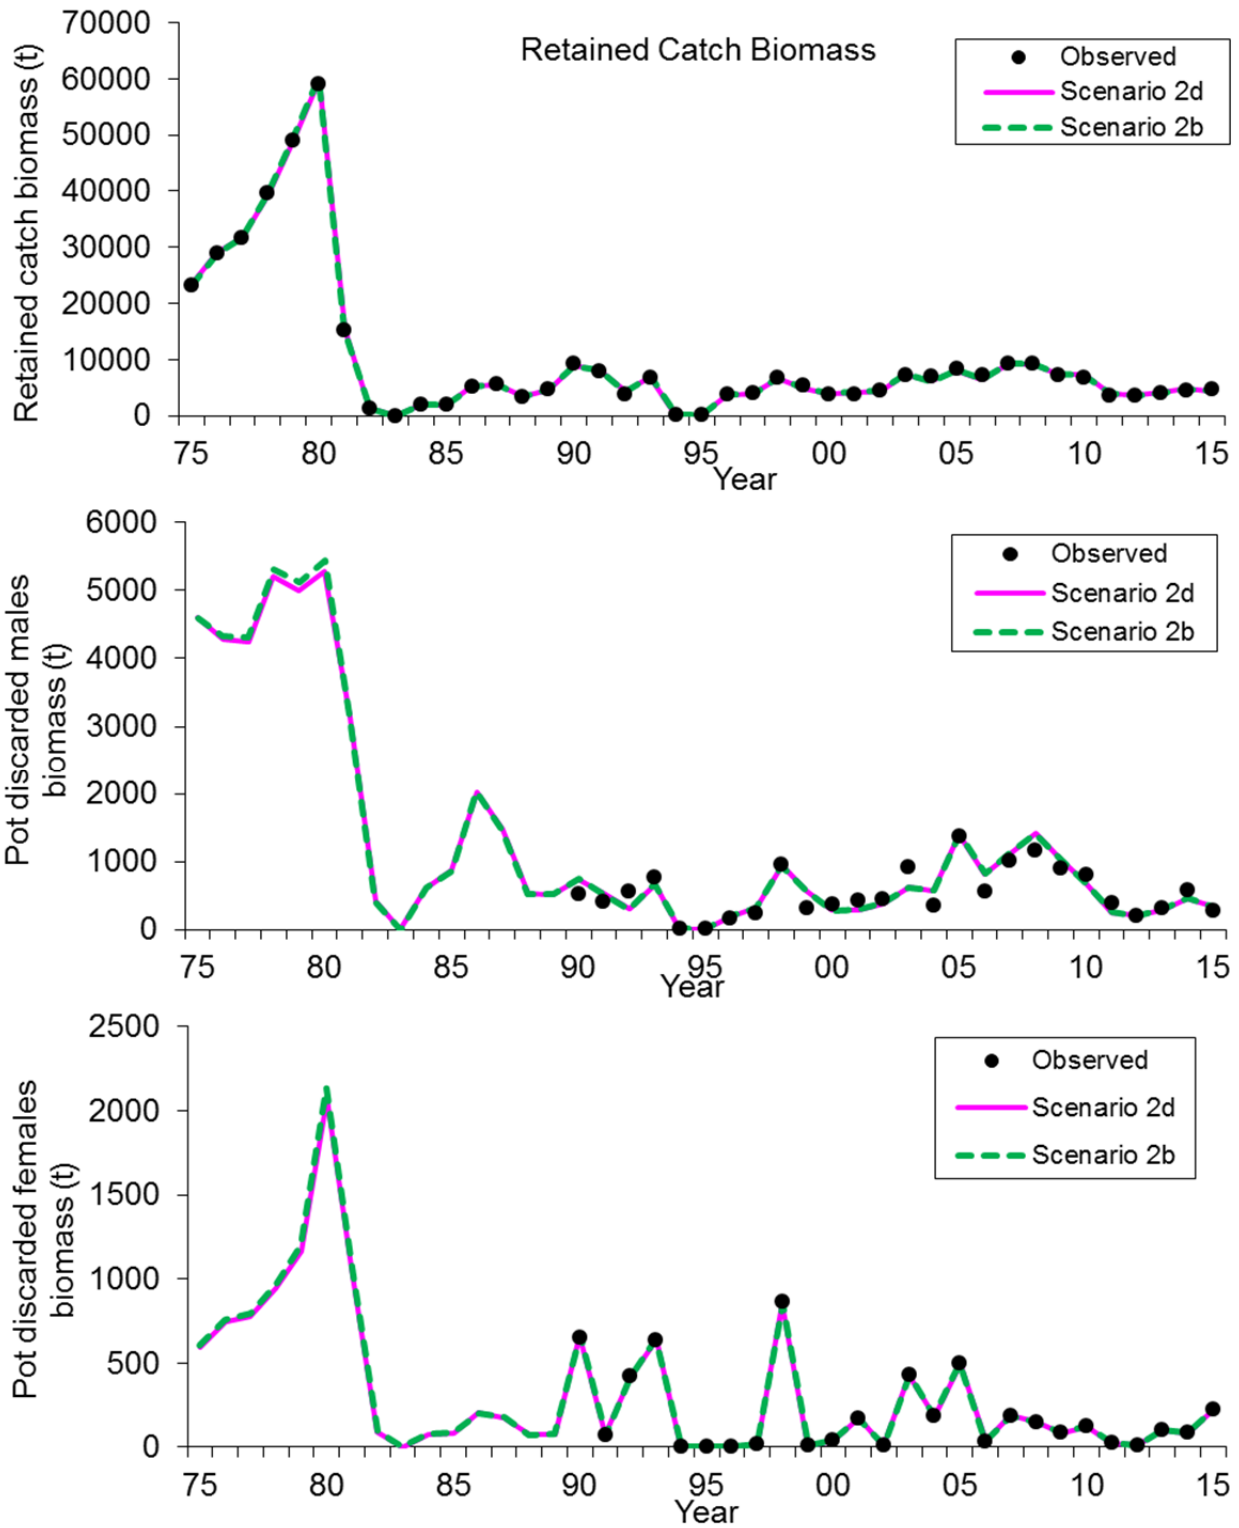 Retained Catch Biomass
Retained catch biomass (t)
70000
60000
50000
40000
30000
20000
10000
0
Observed
Scenario 2d
Scenario 2b
75 80 85 90 95 00 05 10 15
Year
Pot discarded males
biomass (t)
6000
5000
4000
3000
2000
1000
0
Observed
Scenario 2d
Scenario 2b
75 80 85 90 95 00 05 10 15
Year
Pot discarded females
biomass (t)
2500
2000
1500
1000
500
0
Observed
Scenario 2d
Scenario 2b
75 80 85 90 95 00 05 10 15
Year